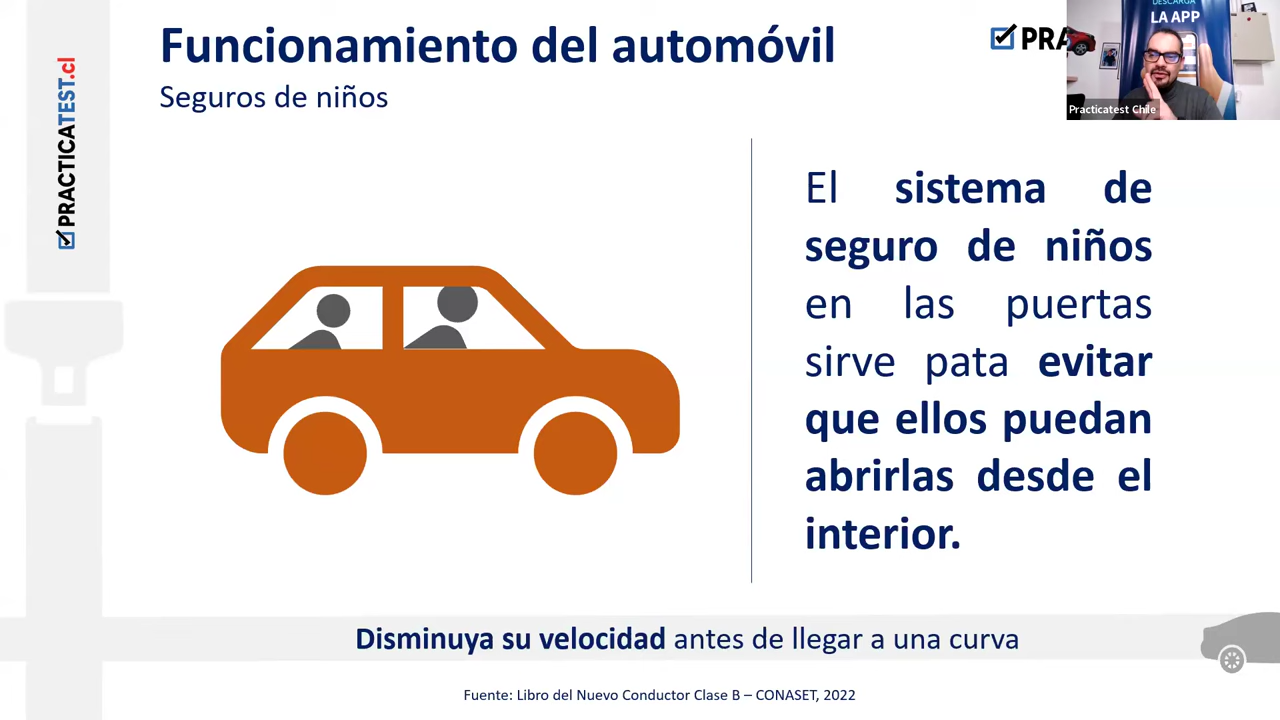 Funcionamiento del automóvil
Seguros de niños
PRACTICATEST.cl
PRA
DESCARGA
LA APP
Practicatest Chile
El sistema de
seguro de niños
en las puertas
sirve pata evitar
que ellos puedan
abrirlas desde el
interior.
Disminuya su velocidad antes de llegar a una curva
Fuente: Libro del Nuevo Conductor Clase B – CONASET, 2022